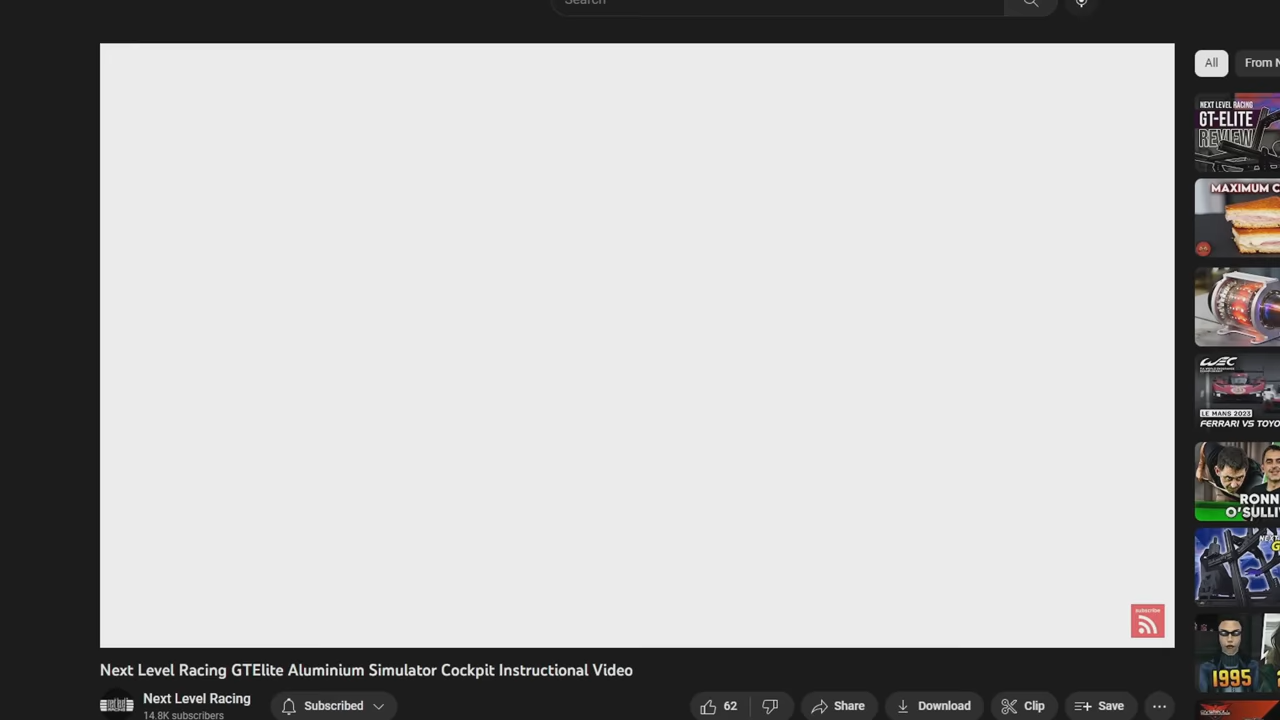 Search
All
From N
NEXT LEVEL RACING
GT-ELITE
REVIEW
MAXIMUM C
WEC
LE MANS 2023
FERRARI VS TOYO
RONN
O'SULLI
1995
subscribe
Next Level Racing GTElite Aluminium Simulator Cockpit Instructional Video
Next Level Racing
14.8K subscribers
Subscribed
62
Share
Download
Clip
Save